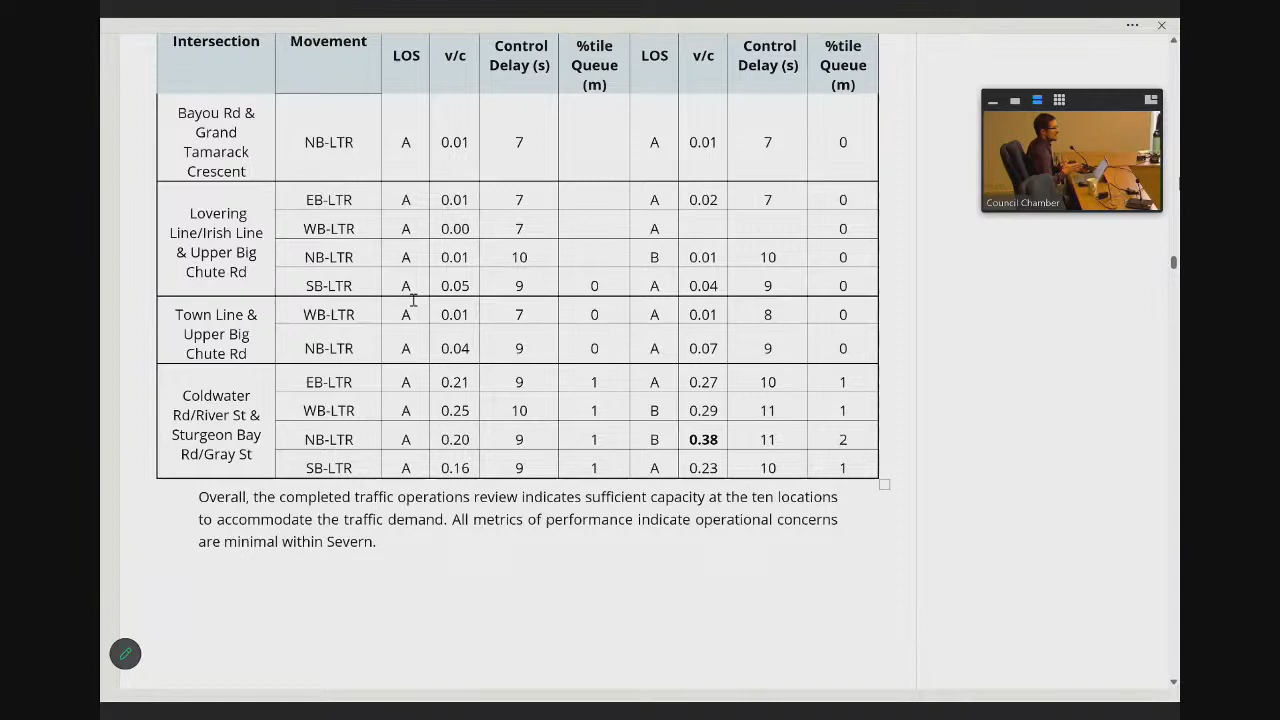 Intersection Movement LOS v/c Control Delay (s) %tile Queue (m) LOS v/c Control Delay (s) %tile Queue (m)
Bayou Rd & Grand Tamarack Crescent NB-LTR A 0.01 7 A 0.01 7 0
Lovering Line/Irish Line & Upper Big Chute Rd EB-LTR A 0.01 7 A 0.02 7 0
WB-LTR A 0.00 7 A 0
NB-LTR A 0.01 10 B 0.01 10 0
SB-LTR A 0.05 9 0 A 0.04 9 0
Town Line & Upper Big Chute Rd WB-LTR A 0.01 7 0 A 0.01 8 0
NB-LTR A 0.04 9 0 A 0.07 9 0
Coldwater Rd/River St & Sturgeon Bay Rd/Gray St EB-LTR A 0.21 9 1 A 0.27 10 1
WB-LTR A 0.25 10 1 B 0.29 11 1
NB-LTR A 0.20 9 1 B 0.38 11 2
SB-LTR A 0.16 9 1 A 0.23 10 1
Overall, the completed traffic operations review indicates sufficient capacity at the ten locations
to accommodate the traffic demand. All metrics of performance indicate operational concerns
are minimal within Severn.
Council Chamber